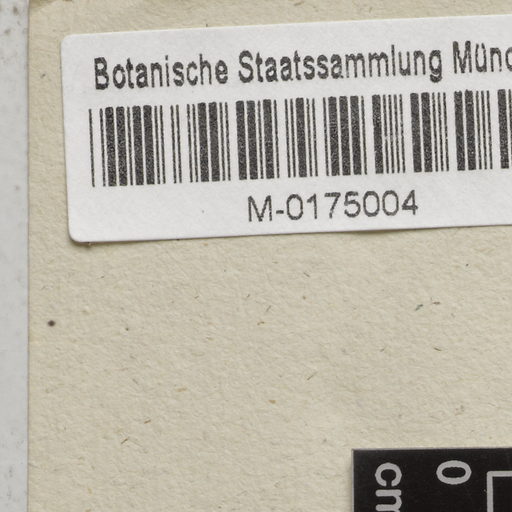 Botanische Staatssammlung Münc
M-0175004
0
cm